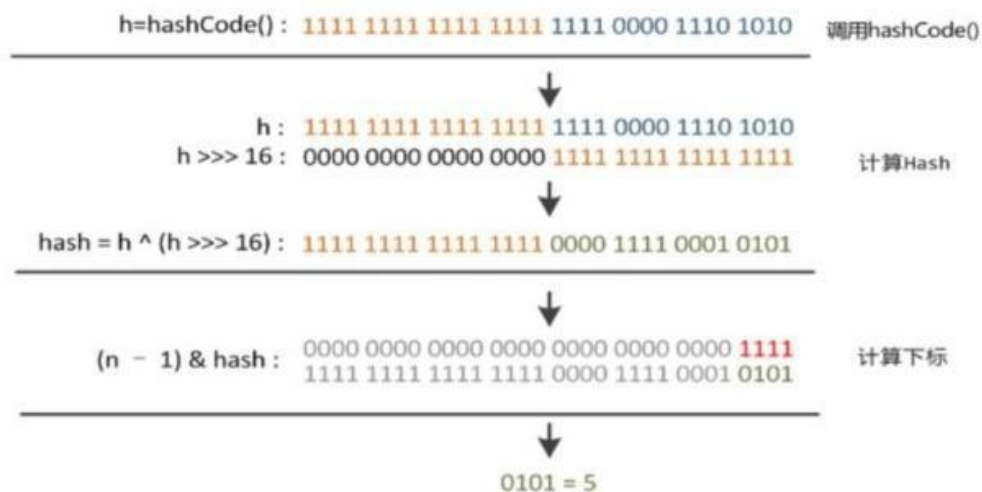 h=hashCode() : 1111 1111 1111 1111 1111 0000 1110 1010 调用hashCode()
h : 1111 1111 1111 1111 1111 0000 1110 1010
h >>> 16 : 0000 0000 0000 0000 1111 1111 1111 1111 计算Hash
hash = h ^ (h >>> 16) : 1111 1111 1111 1111 0000 1111 0001 0101
(n - 1) & hash : 0000 0000 0000 0000 0000 0000 0000 1111 计算下标
1111 1111 1111 1111 0000 1111 0001 0101
0101 = 5